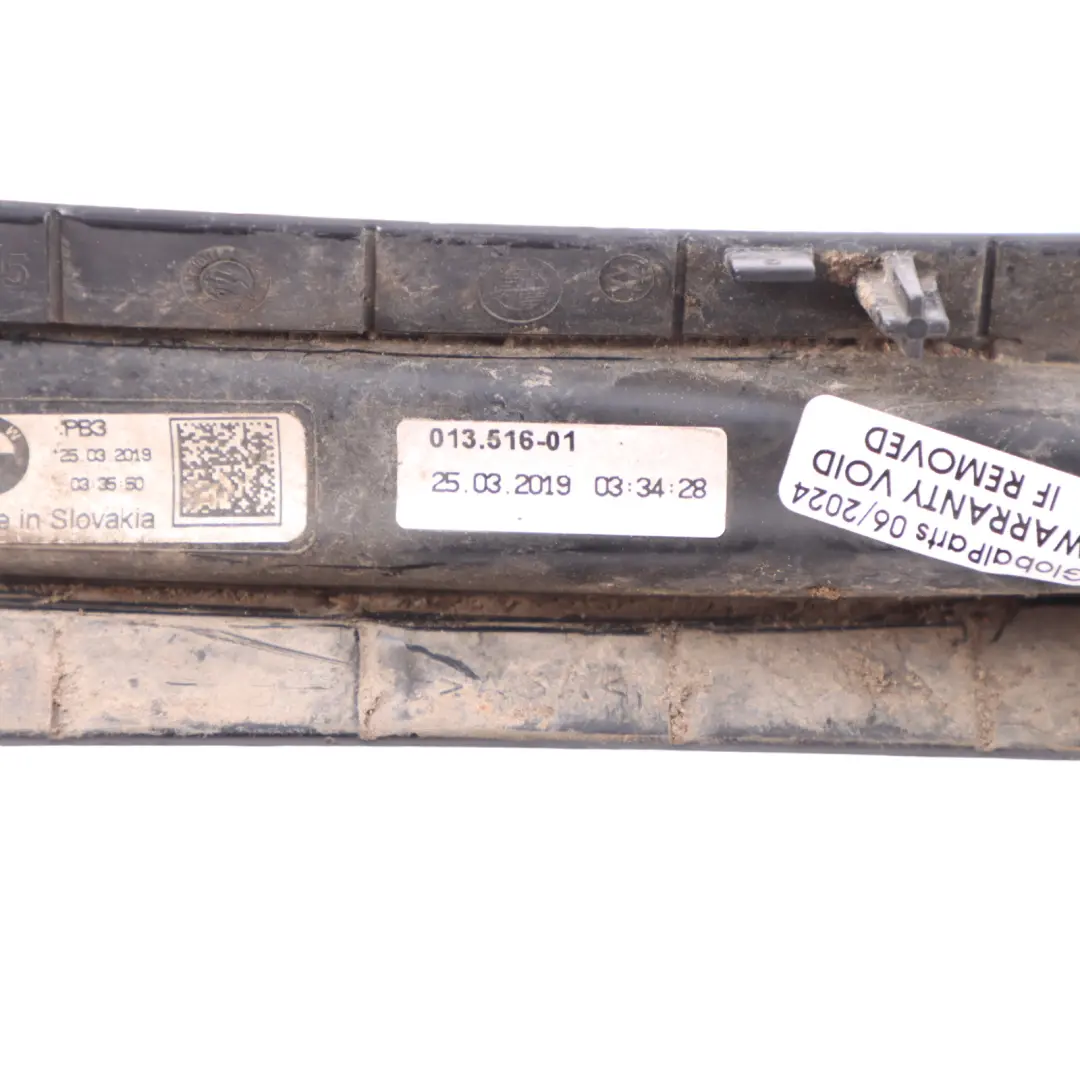 PB3
25.03.2019
03:35:50
e in Slovakia
013.516-01
25.03.2019 03:34:28
GlobalParts 06/2024
WARRANTY VOID
IF REMOVED